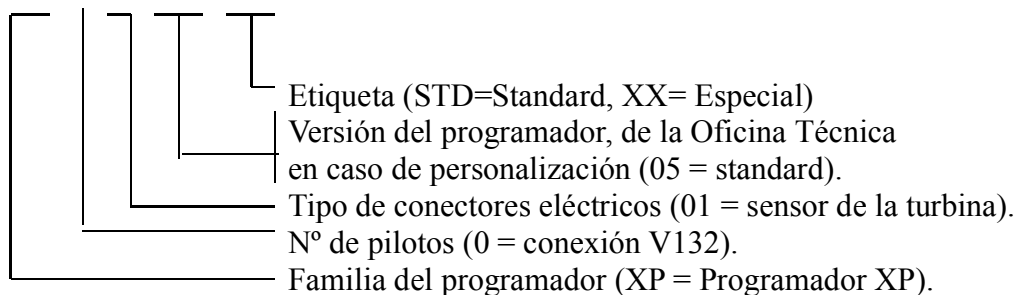 Etiqueta (STD=Standard, XX= Especial)
Versión del programador, de la Oficina Técnica
en caso de personalización (05 = standard).
Tipo de conectores eléctricos (01 = sensor de la turbina).
Nº de pilotos (0 = conexión V132).
Familia del programador (XP = Programador XP).